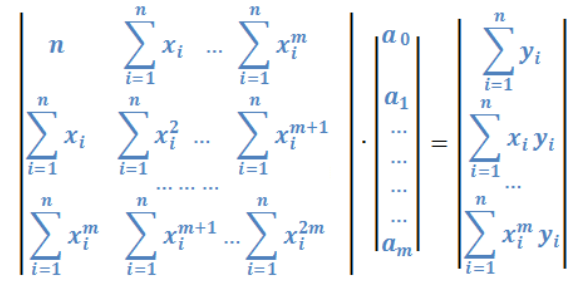 | n ∑_{i=1}^{n} x_i ... ∑_{i=1}^{n} x_i^m | · | a_0 | = | ∑_{i=1}^{n} y_i |
| ∑_{i=1}^{n} x_i ∑_{i=1}^{n} x_i^2 ... ∑_{i=1}^{n} x_i^{m+1} | | a_1 | | ∑_{i=1}^{n} x_i y_i |
| ... ... ... | | ... ... ... ... | | ... |
| ∑_{i=1}^{n} x_i^m ∑_{i=1}^{n} x_i^{m+1} ... ∑_{i=1}^{n} x_i^{2m} | | a_m | | ∑_{i=1}^{n} x_i^m y_i |